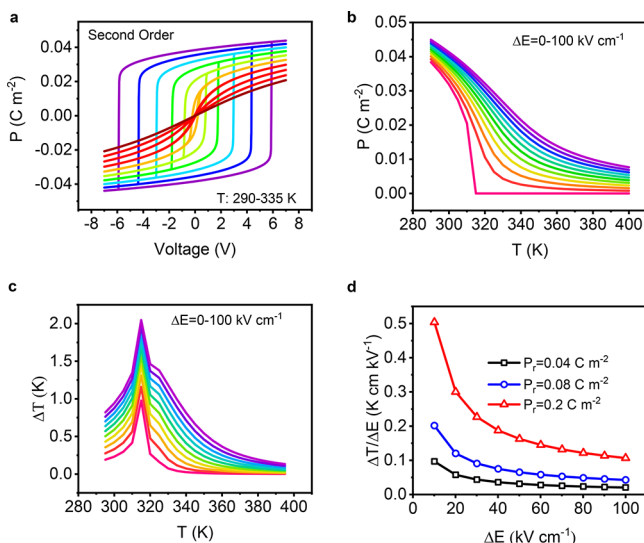 a
Second Order
T: 290-335 K
P (C m⁻²)
0.04
0.02
0.00
-0.02
-0.04
-8 -6 -4 -2 0 2 4 6 8
Voltage (V)
b
ΔE=0-100 kV cm⁻¹
P (C m⁻²)
0.05
0.04
0.03
0.02
0.01
0.00
280 300 320 340 360 380 400
T (K)
c
ΔE=0-100 kV cm⁻¹
ΔT (K)
2.0
1.5
1.0
0.5
0.0
280 300 320 340 360 380 400
T (K)
d
Pᵣ=0.04 C m⁻²
Pᵣ=0.08 C m⁻²
Pᵣ=0.2 C m⁻²
ΔT/ΔE (K cm kV⁻¹)
0.6
0.5
0.4
0.3
0.2
0.1
0.0
0 20 40 60 80 100
ΔE (kV cm⁻¹)